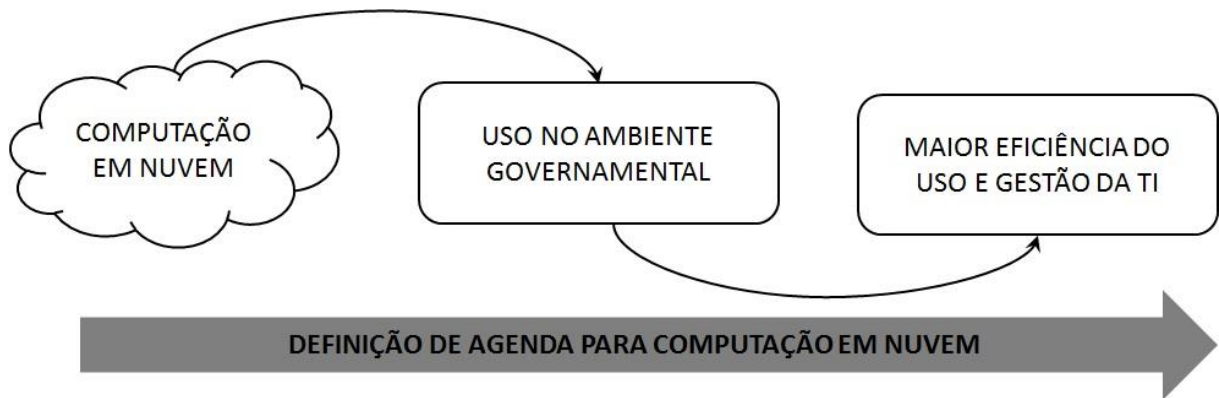 COMPUTAÇÃO
EM NUVEM
USO NO AMBIENTE
GOVERNAMENTAL
MAIOR EFICIÊNCIA DO
USO E GESTÃO DA TI
DEFINIÇÃO DE AGENDA PARA COMPUTAÇÃO EM NUVEM